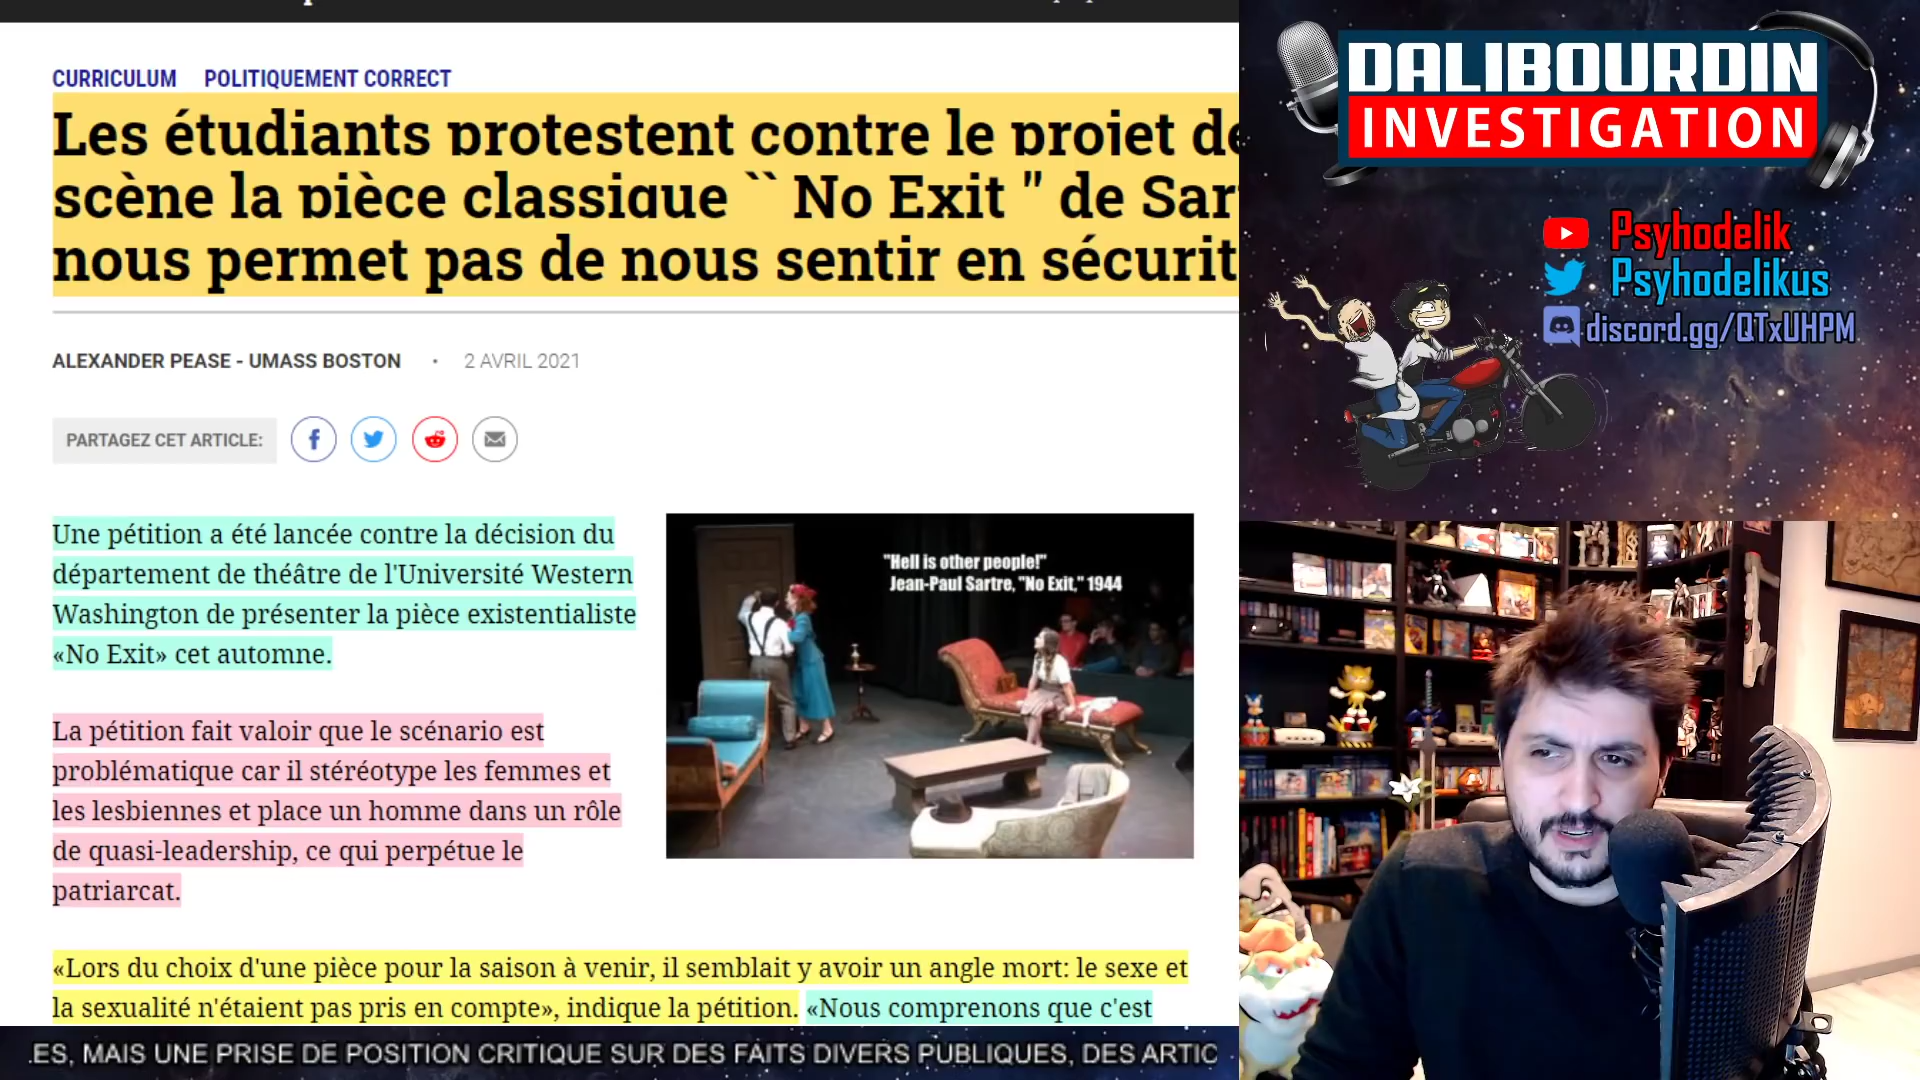 CURRICULUM POLITIQUEMENT CORRECT
Les étudiants protestent contre le projet de
scène la pièce classique `` No Exit '' de Sar
nous permet pas de nous sentir en sécurit
ALEXANDER PEASE - UMASS BOSTON • 2 AVRIL 2021
PARTAGEZ CET ARTICLE:
Une pétition a été lancée contre la décision du
département de théâtre de l'Université Western
Washington de présenter la pièce existentialiste
«No Exit» cet automne.
La pétition fait valoir que le scénario est
problématique car il stéréotype les femmes et
les lesbiennes et place un homme dans un rôle
de quasi-leadership, ce qui perpétue le
patriarcat.
"Hell is other people!"
Jean-Paul Sartre, "No Exit," 1944
«Lors du choix d'une pièce pour la saison à venir, il semblait y avoir un angle mort: le sexe et
la sexualité n'étaient pas pris en compte», indique la pétition. «Nous comprenons que c'est
.ES, MAIS UNE PRISE DE POSITION CRITIQUE SUR DES FAITS DIVERS PUBLIQUES, DES ARTIC
DALIBOURDIN
INVESTIGATION
Psyhodelik
Psyhodelikus
discord.gg/QTxUHPM